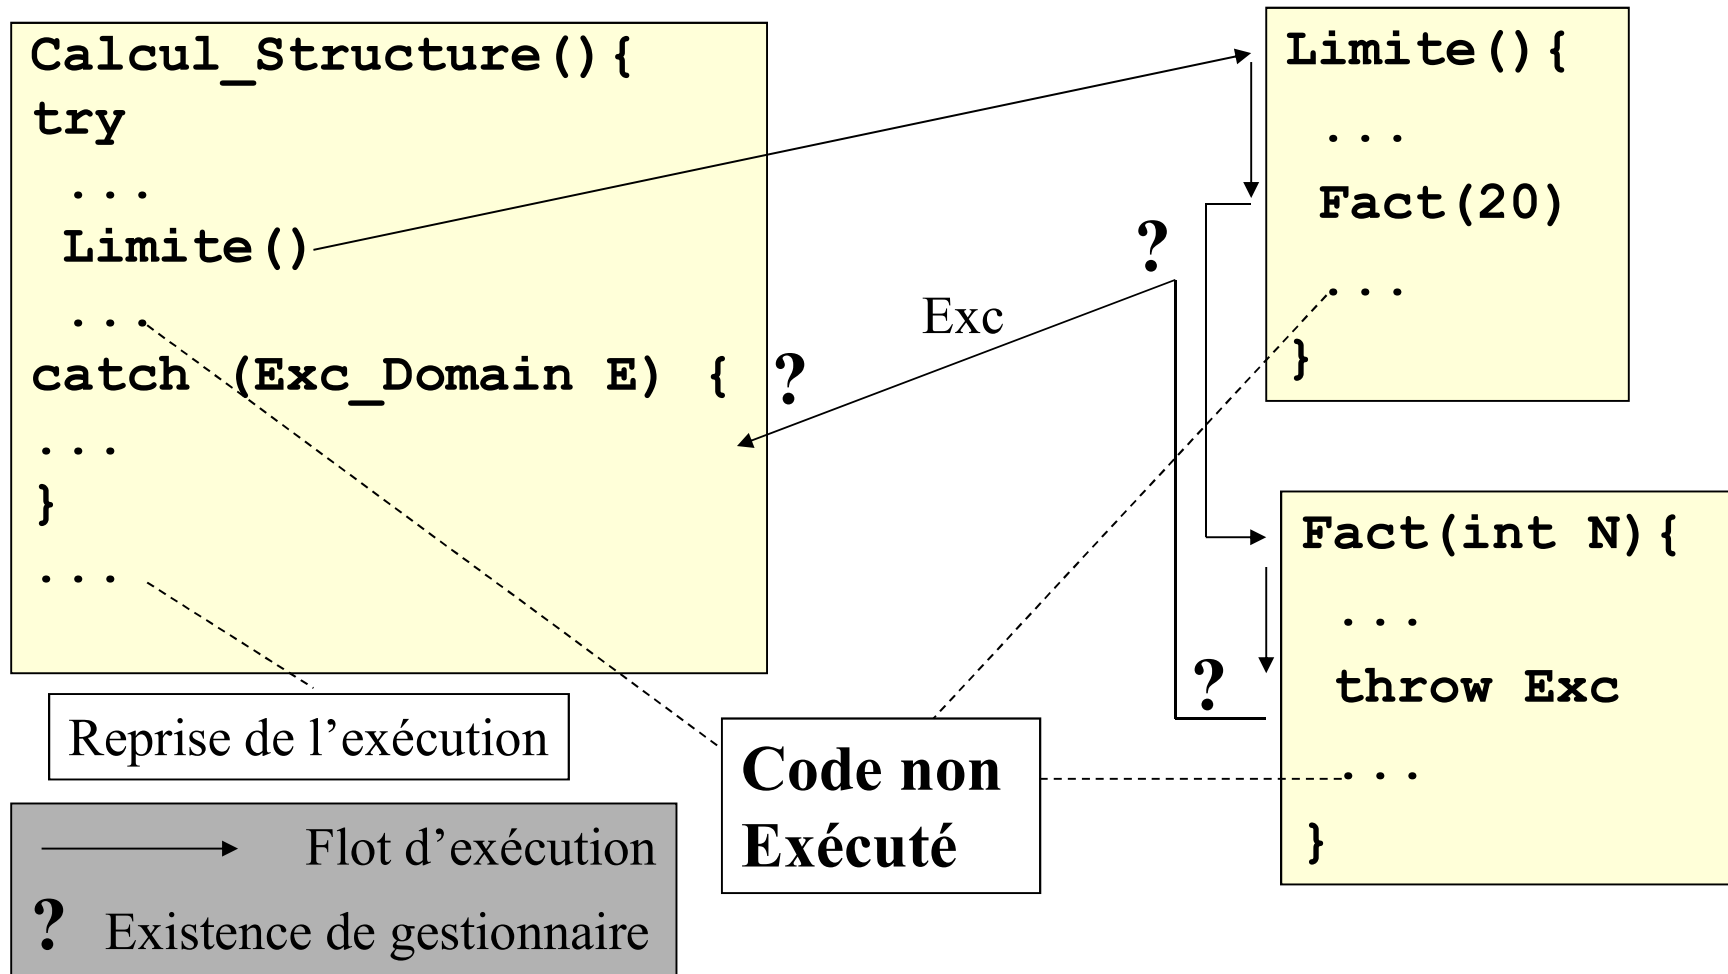 Calcul_Structure(){
try
...
Limite()
...
catch (Exc_Domain E) {
...
}
...
?
Exc
?
Limite(){
...
Fact(20)
...
}
?
Fact(int N){
...
throw Exc
...
}
Reprise de l’exécution
Code non
Exécuté
Flot d’exécution
? Existence de gestionnaire